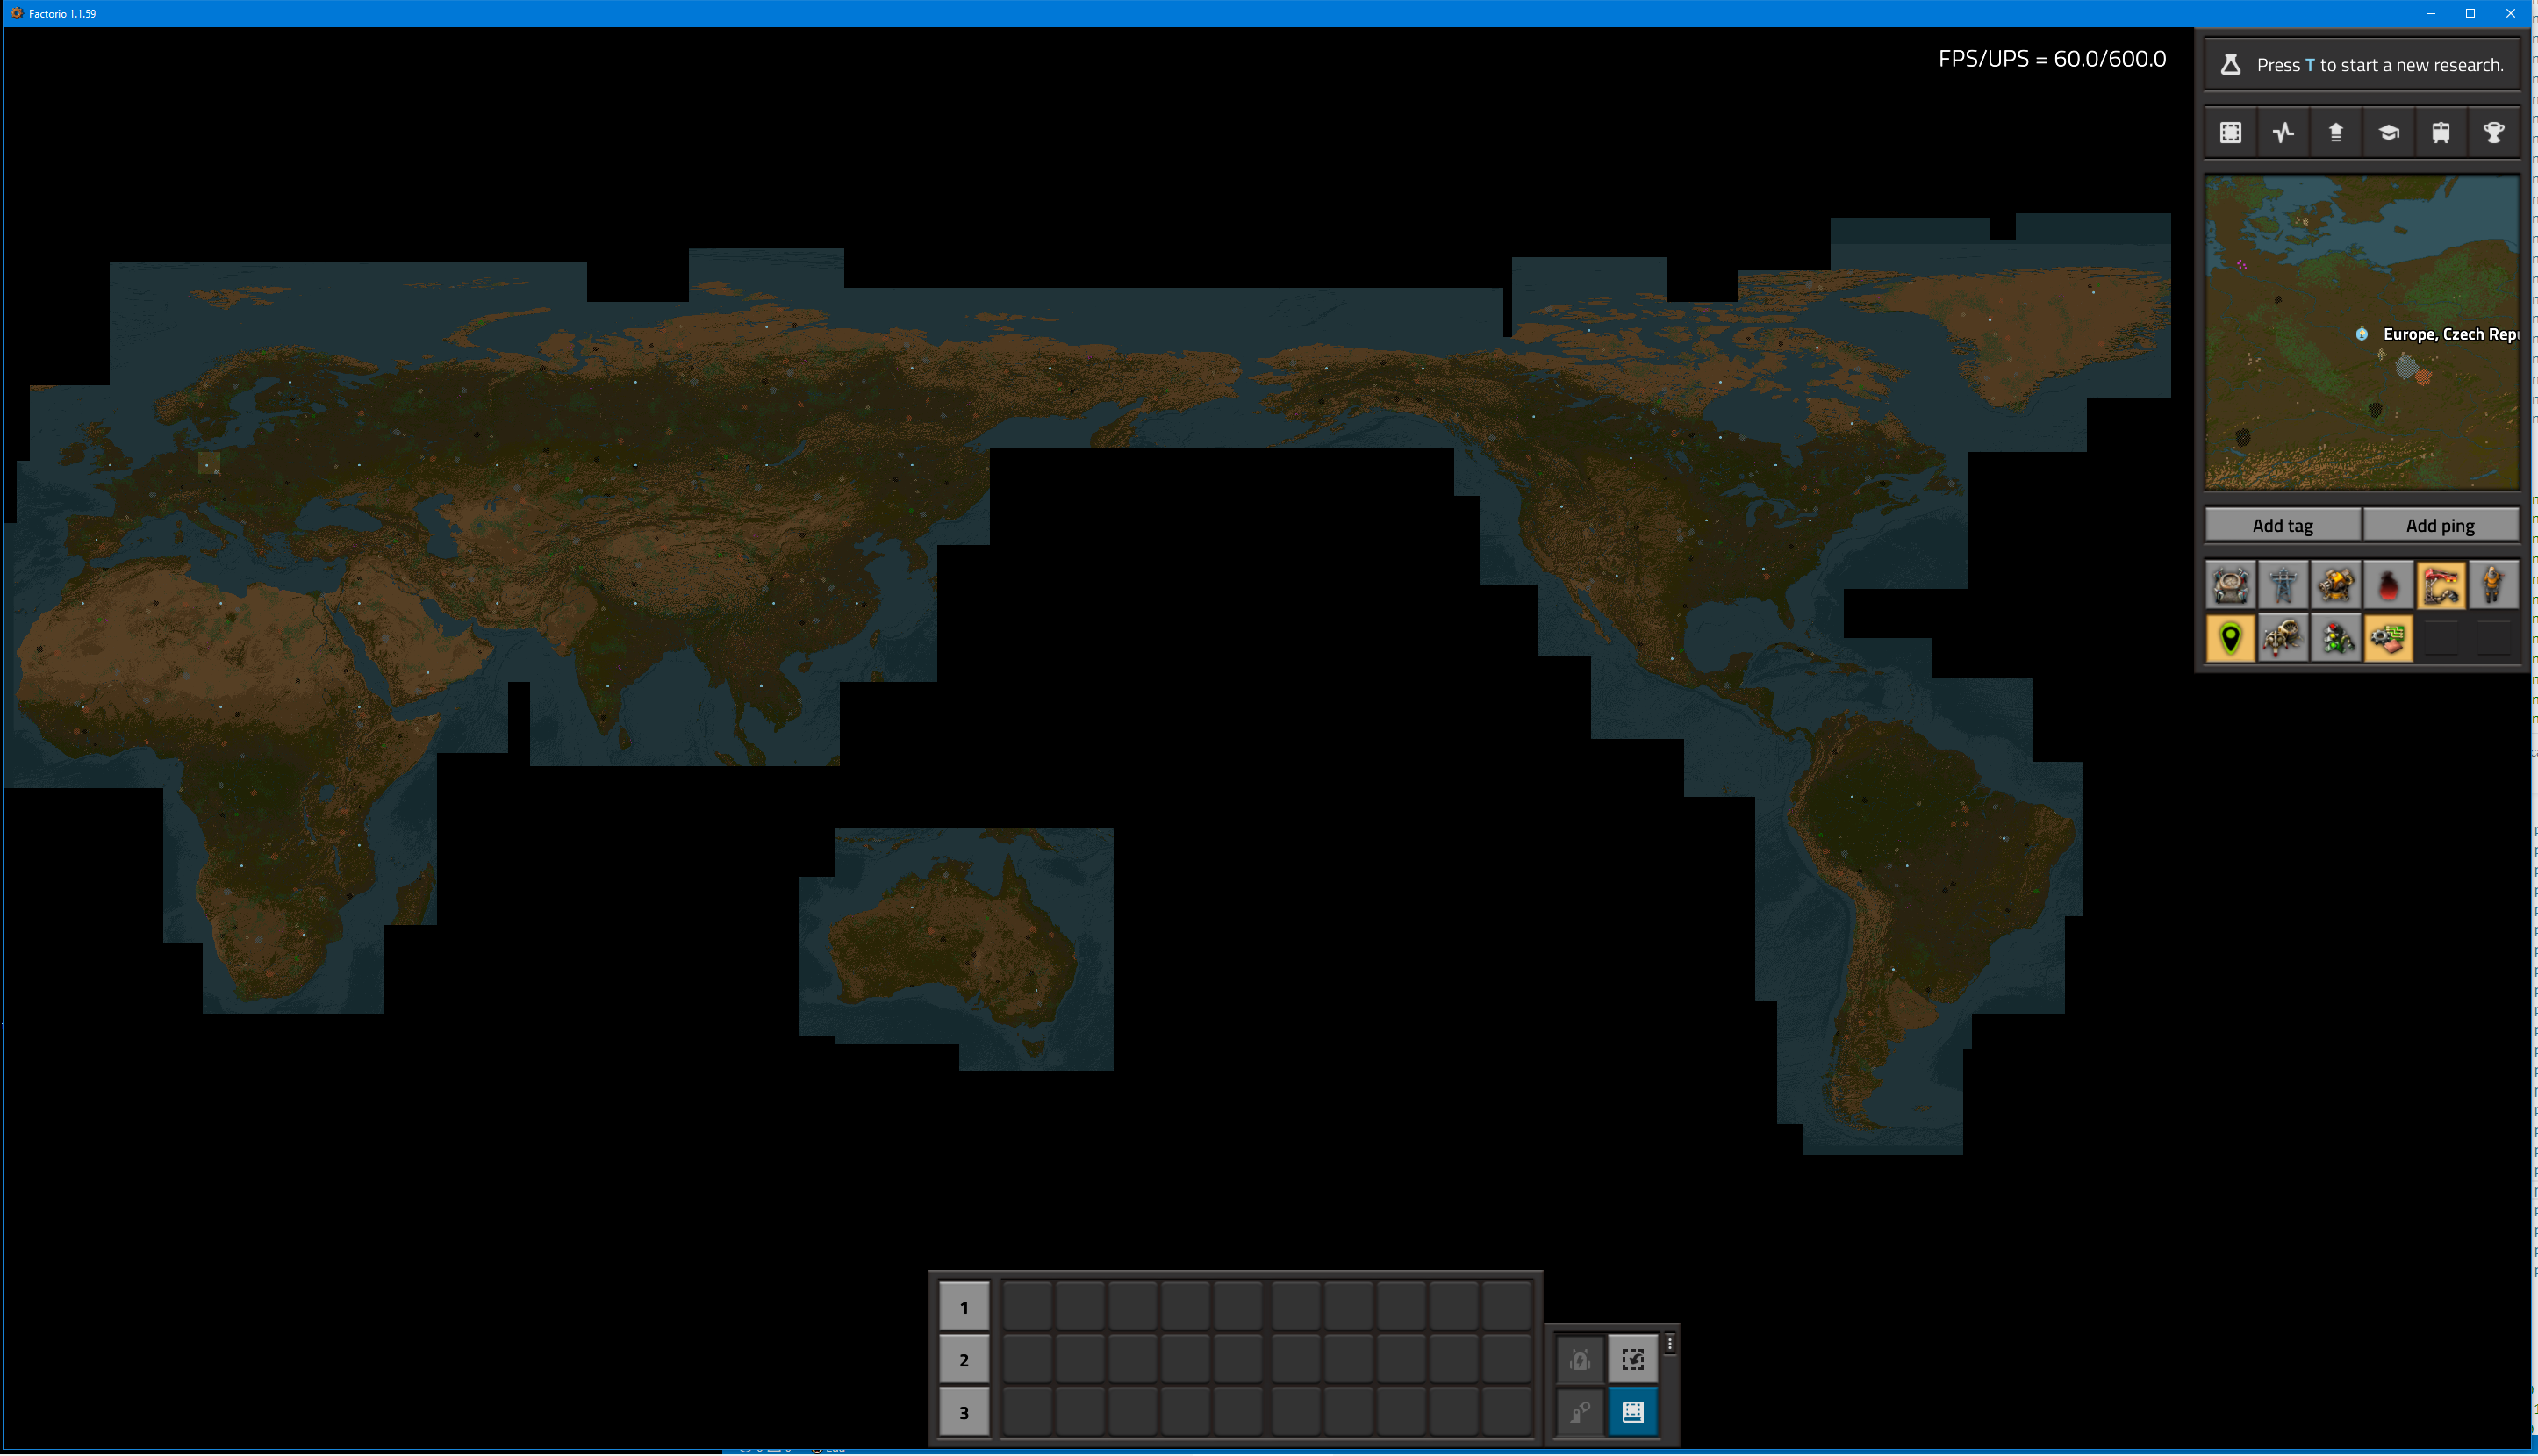 Factorio 1.1.59
FPS/UPS = 60.0/600.0
Press T to start a new research.
Europe, Czech Rep
Add tag
Add ping
1
2
3